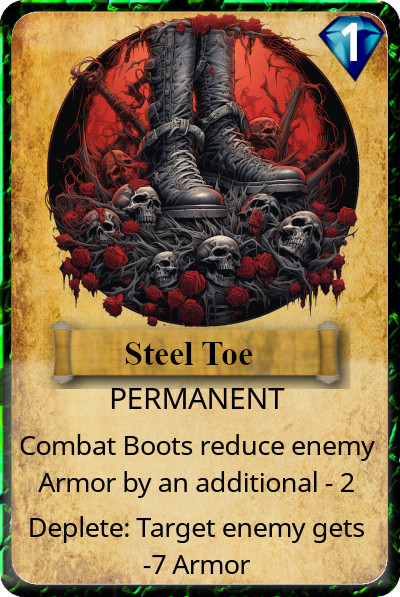 1
Steel Toe
PERMANENT
Combat Boots reduce enemy
Armor by an additional - 2
Deplete: Target enemy gets
-7 Armor